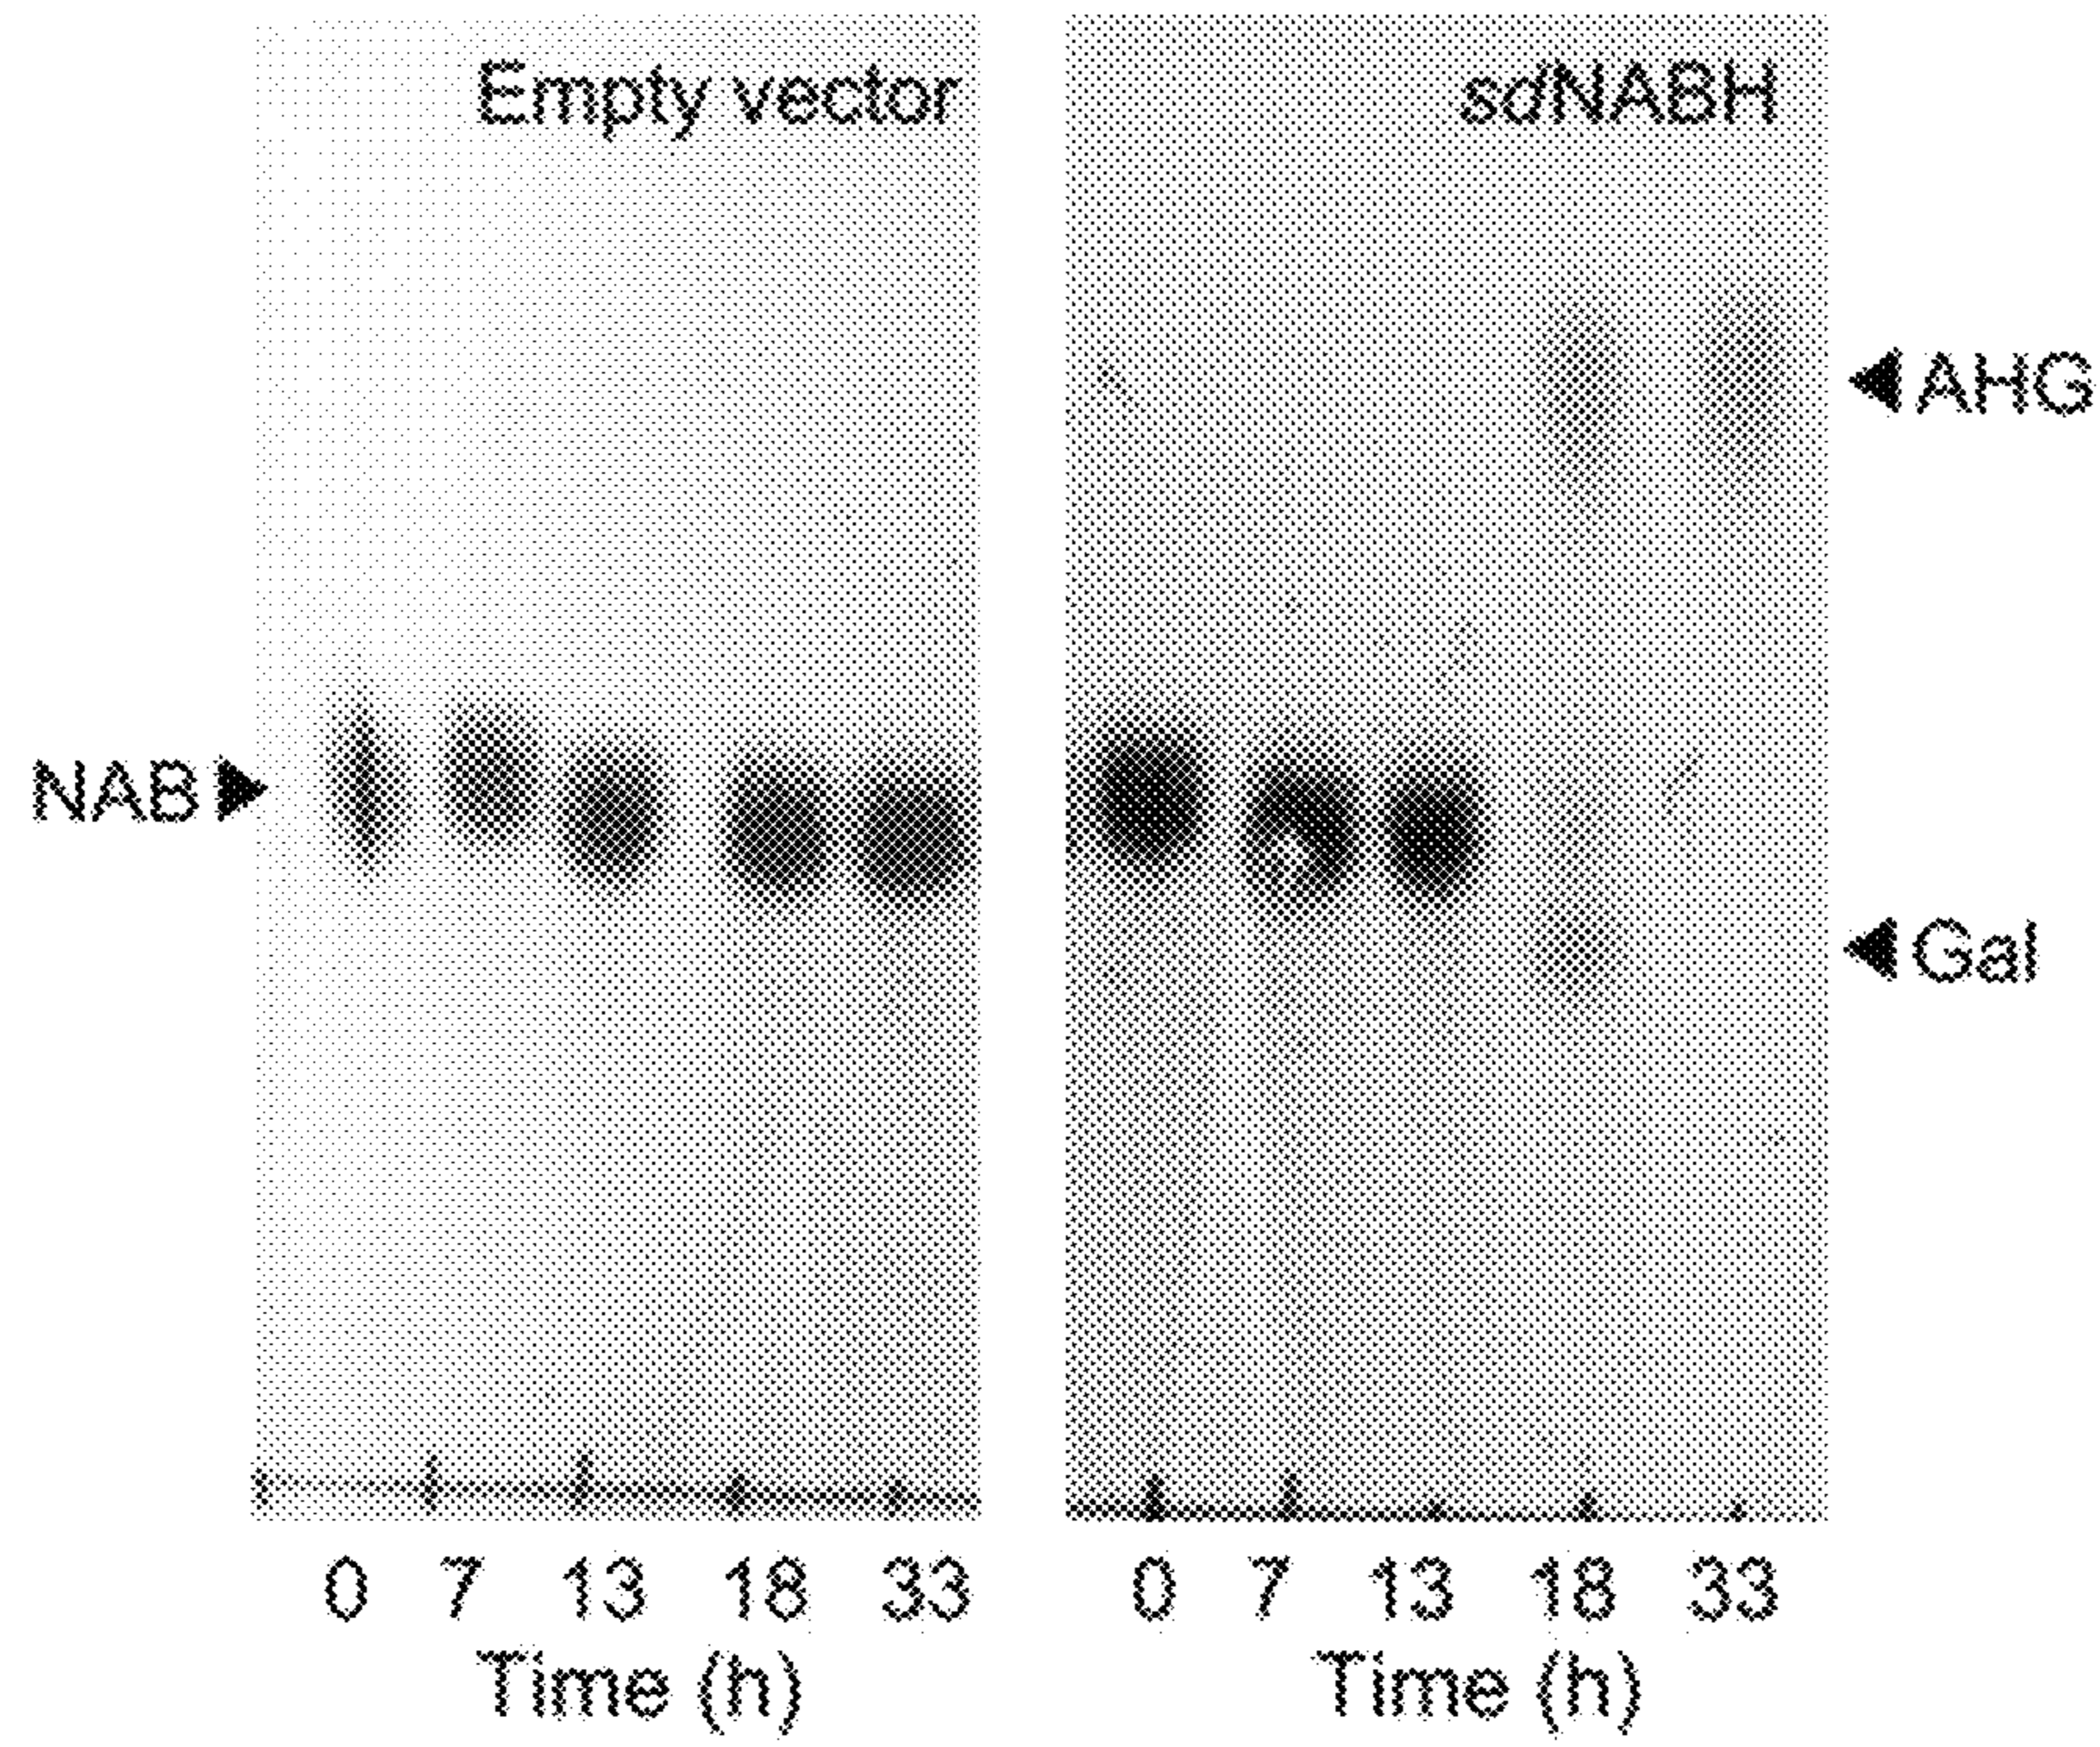 Empty vector
sdNABH
AHG
NAB
Gal
0 7 13 18 33
0 7 13 18 33
Time (h)
Time (h)